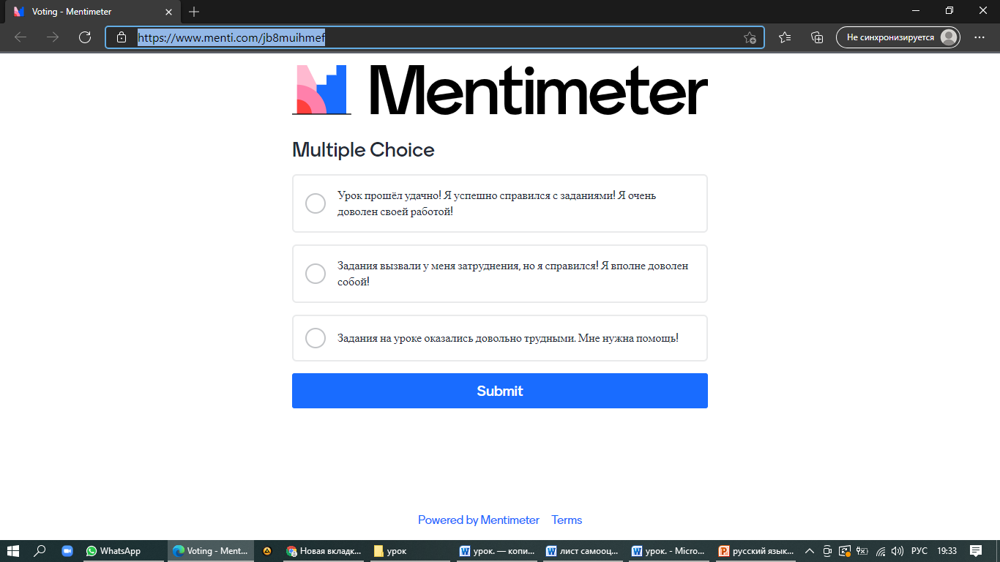 Voting - Mentimeter
https://www.menti.com/jb8muihmef
Не синхронизируется
Mentimeter
Multiple Choice
Урок прошёл удачно! Я успешно справился с заданиями! Я очень
доволен своей работой!
Задания вызвали у меня затруднения, но я справился! Я вполне доволен
собой!
Задания на уроке оказались довольно трудными. Мне нужна помощь!
Submit
Powered by Mentimeter Terms
WhatsApp Voting - Ment... Новая вкладк... урок урок. — копи... лист самооц... урок. - Micro... русский язык... РУС 19:33